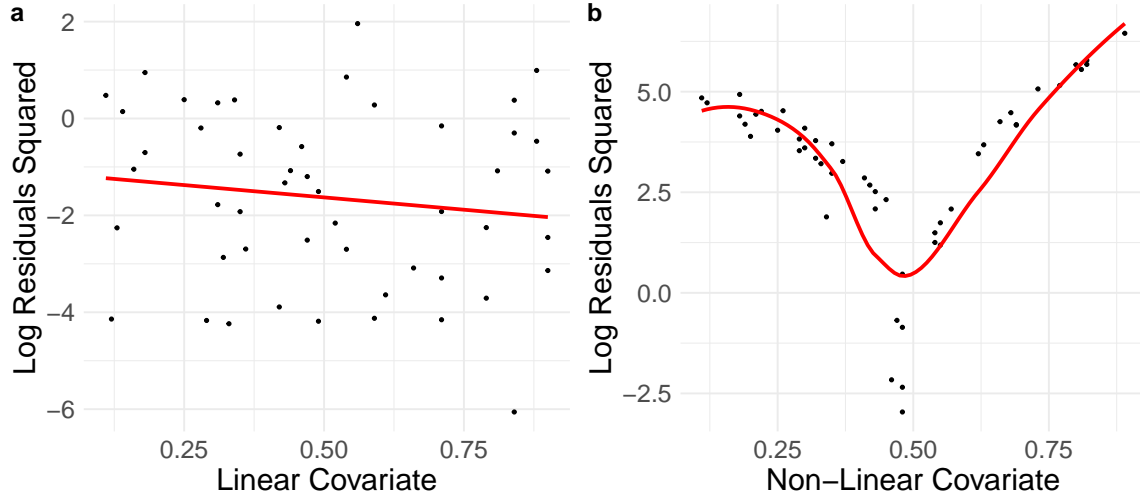 a
Log Residuals Squared
2
0
−2
−4
−6
0.25 0.50 0.75
Linear Covariate
b
Log Residuals Squared
5.0
2.5
0.0
−2.5
0.25 0.50 0.75
Non−Linear Covariate